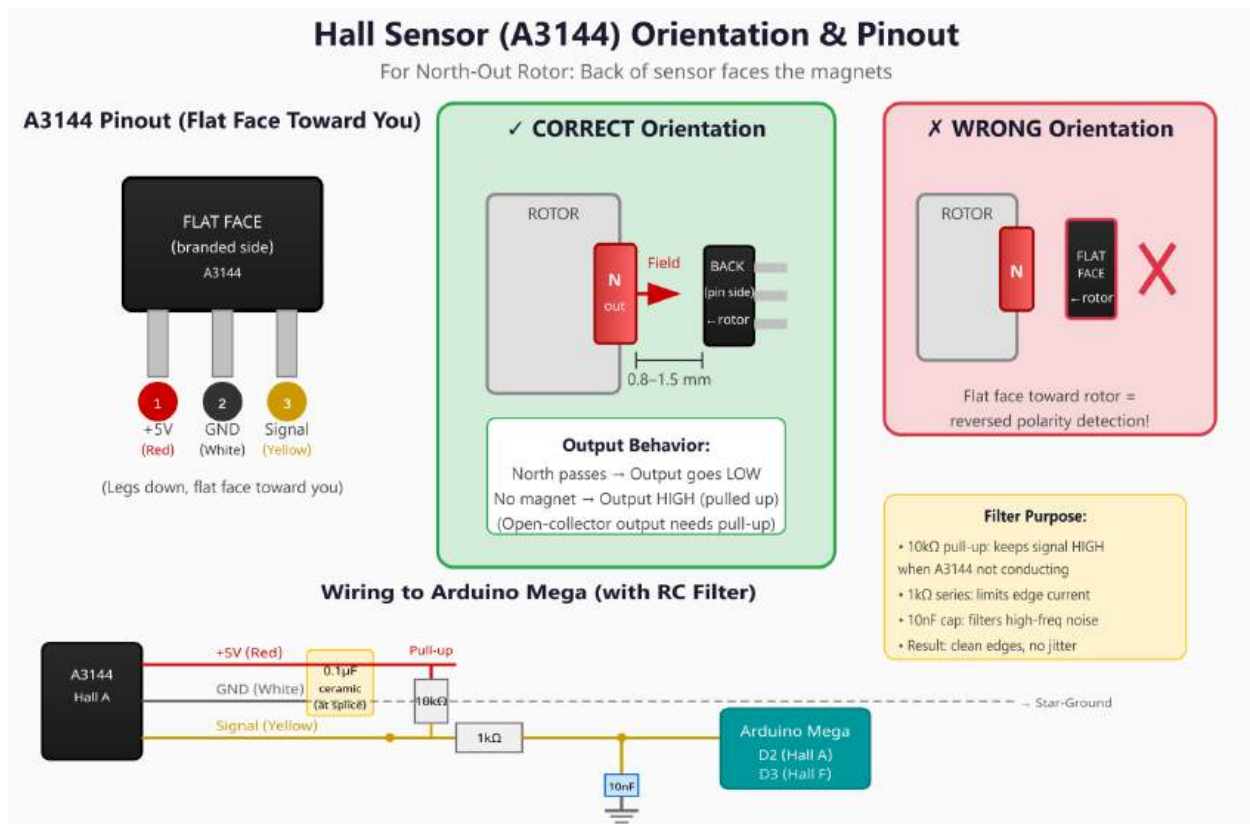 Hall Sensor (A3144) Orientation & Pinout
For North-Out Rotor: Back of sensor faces the magnets
A3144 Pinout (Flat Face Toward You)
FLAT FACE
(branded side)
A3144
1
2
3
+5V
GND
Signal
(Red)
(White)
(Yellow)
(Legs down, flat face toward you)
✓ CORRECT Orientation
ROTOR
N
out
Field
BACK
(pin side)
←rotor
0.8–1.5 mm
Output Behavior:
North passes → Output goes LOW
No magnet → Output HIGH (pulled up)
(Open-collector output needs pull-up)
✗ WRONG Orientation
ROTOR
N
FLAT
FACE
←rotor
Flat face toward rotor =
reversed polarity detection!
Filter Purpose:
• 10kΩ pull-up: keeps signal HIGH
when A3144 not conducting
• 1kΩ series: limits edge current
• 10nF cap: filters high-freq noise
• Result: clean edges, no jitter
Wiring to Arduino Mega (with RC Filter)
A3144
Hall A
+5V (Red)
GND (White)
Signal (Yellow)
0.1µF
ceramic
(at splice)
Pull-up
10kΩ
1kΩ
10nF
→ Star-Ground
Arduino Mega
D2 (Hall A)
D3 (Hall F)